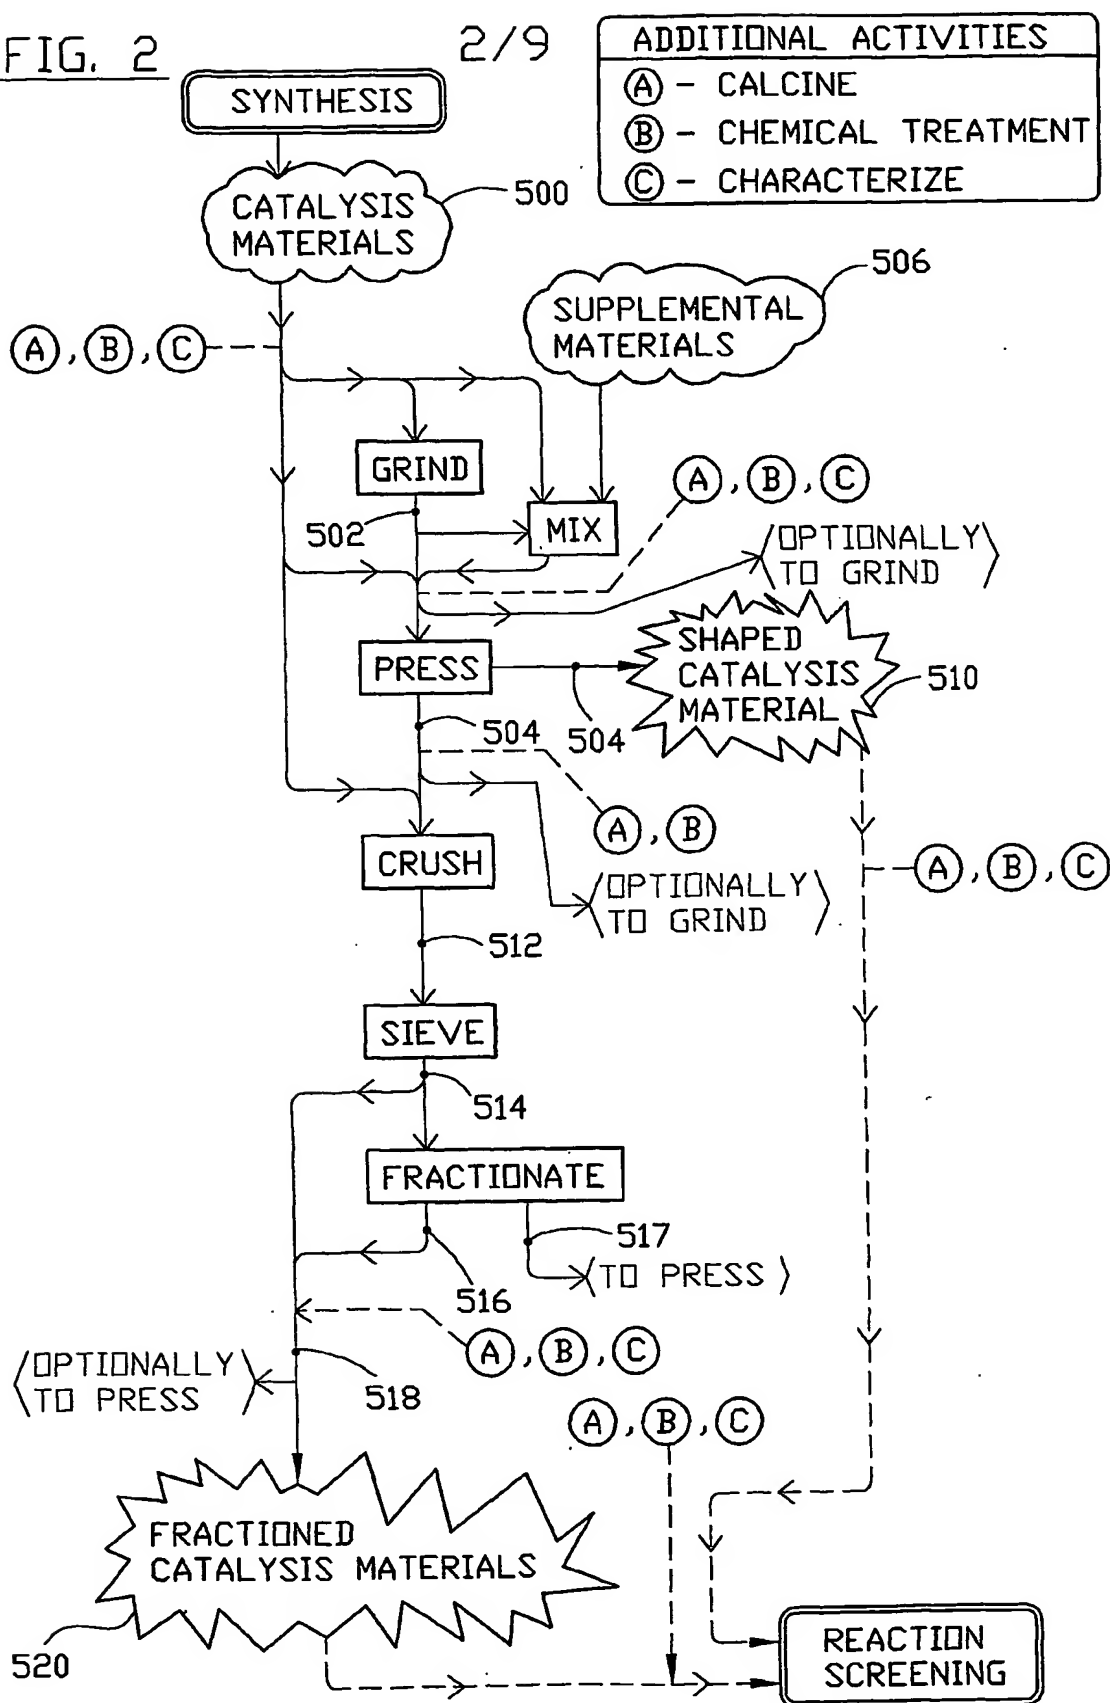 FIG. 2
2/9
ADDITIONAL ACTIVITIES
A - CALCINE
B - CHEMICAL TREATMENT
C - CHARACTERIZE
SYNTHESIS
CATALYSIS
MATERIALS
500
506
SUPPLEMENTAL
MATERIALS
A, B, C
GRIND
A, B, C
502
MIX
<OPTIONALLY
TO GRIND>
PRESS
SHAPED
CATALYSIS
MATERIAL
510
504
504
A, B
CRUSH
A, B, C
<OPTIONALLY
TO GRIND>
512
SIEVE
514
FRACTIONATE
517
<TO PRESS>
516
A, B, C
<OPTIONALLY
TO PRESS>
518
A, B, C
FRACTIONED
CATALYSIS MATERIALS
520
REACTION
SCREENING